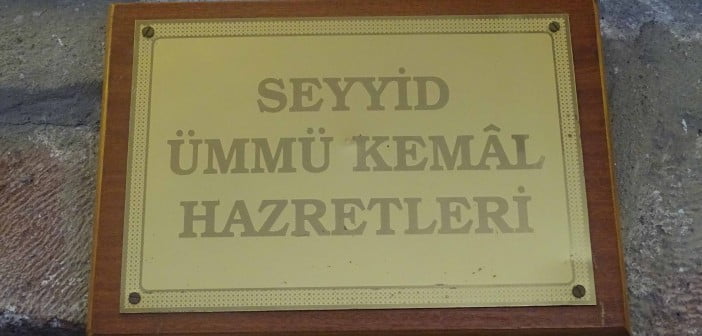 SEYYİD
ÜMMÜ KEMÂL
HAZRETLERİ